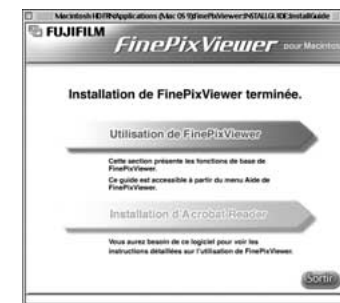 FUJIFILM
FinePixViewer pour Macintosh
Installation de FinePixViewer terminée.
Utilisation de FinePixViewer
Cette section présente les fonctions de base de
FinePixViewer.
Ce guide est accessible à partir du menu Aide de
FinePixViewer.
Installation d'Acrobat Reader
Vous aurez besoin de ce logiciel pour voir les
instructions détaillées sur l'utilisation de FinePixViewer.
Sortir